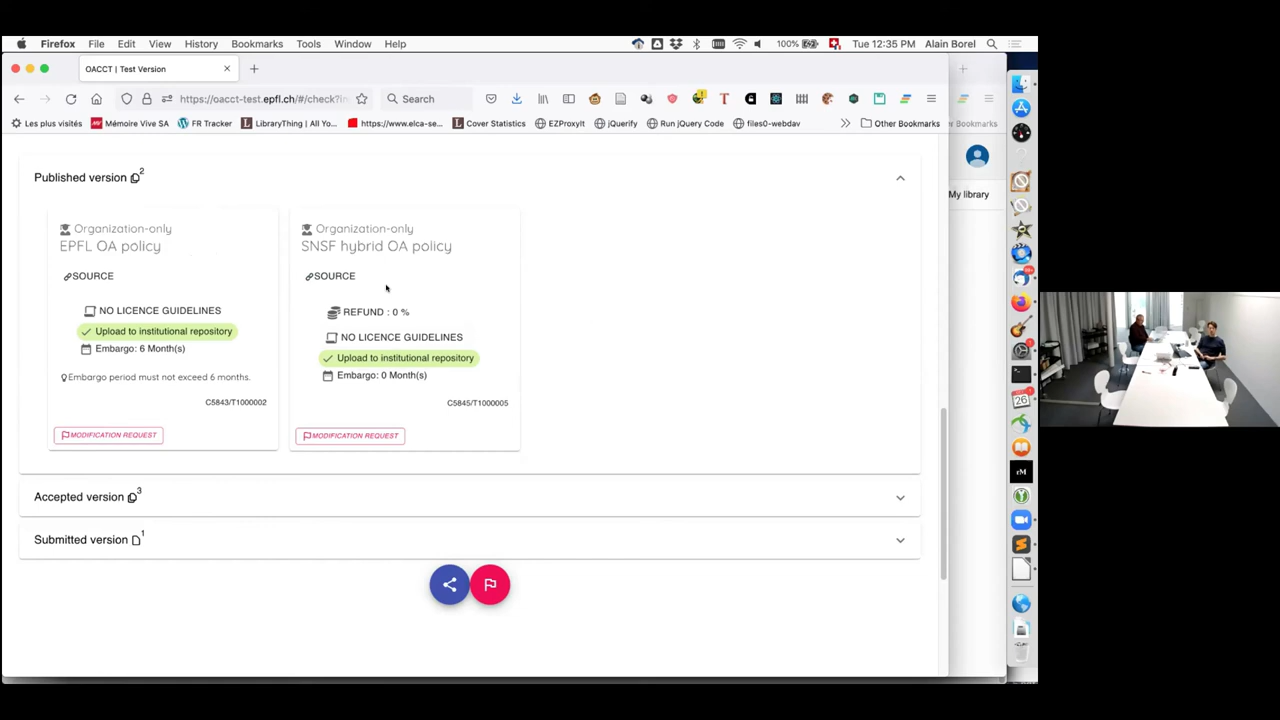 Firefox File Edit View History Bookmarks Tools Window Help
100% Tue 12:35 PM Alain Borel
OACCT | Test Version
https://oacct-test.epfl.ch/#/check?i
Search
Les plus visités Mémoire Vive SA FR Tracker LibraryThing | All Yo... https://www.elca-se... Cover Statistics EZProxyIt jQuerify Run jQuery Code files0-webdav Other Bookmarks
My library
Published version 2
Organization-only
EPFL OA policy
SOURCE
NO LICENCE GUIDELINES
Upload to institutional repository
Embargo: 6 Month(s)
Embargo period must not exceed 6 months.
C5843/T1000002
MODIFICATION REQUEST
Organization-only
SNSF hybrid OA policy
SOURCE
REFUND : 0 %
NO LICENCE GUIDELINES
Upload to institutional repository
Embargo: 0 Month(s)
C5845/T1000005
MODIFICATION REQUEST
Accepted version 3
Submitted version 1
26
rM